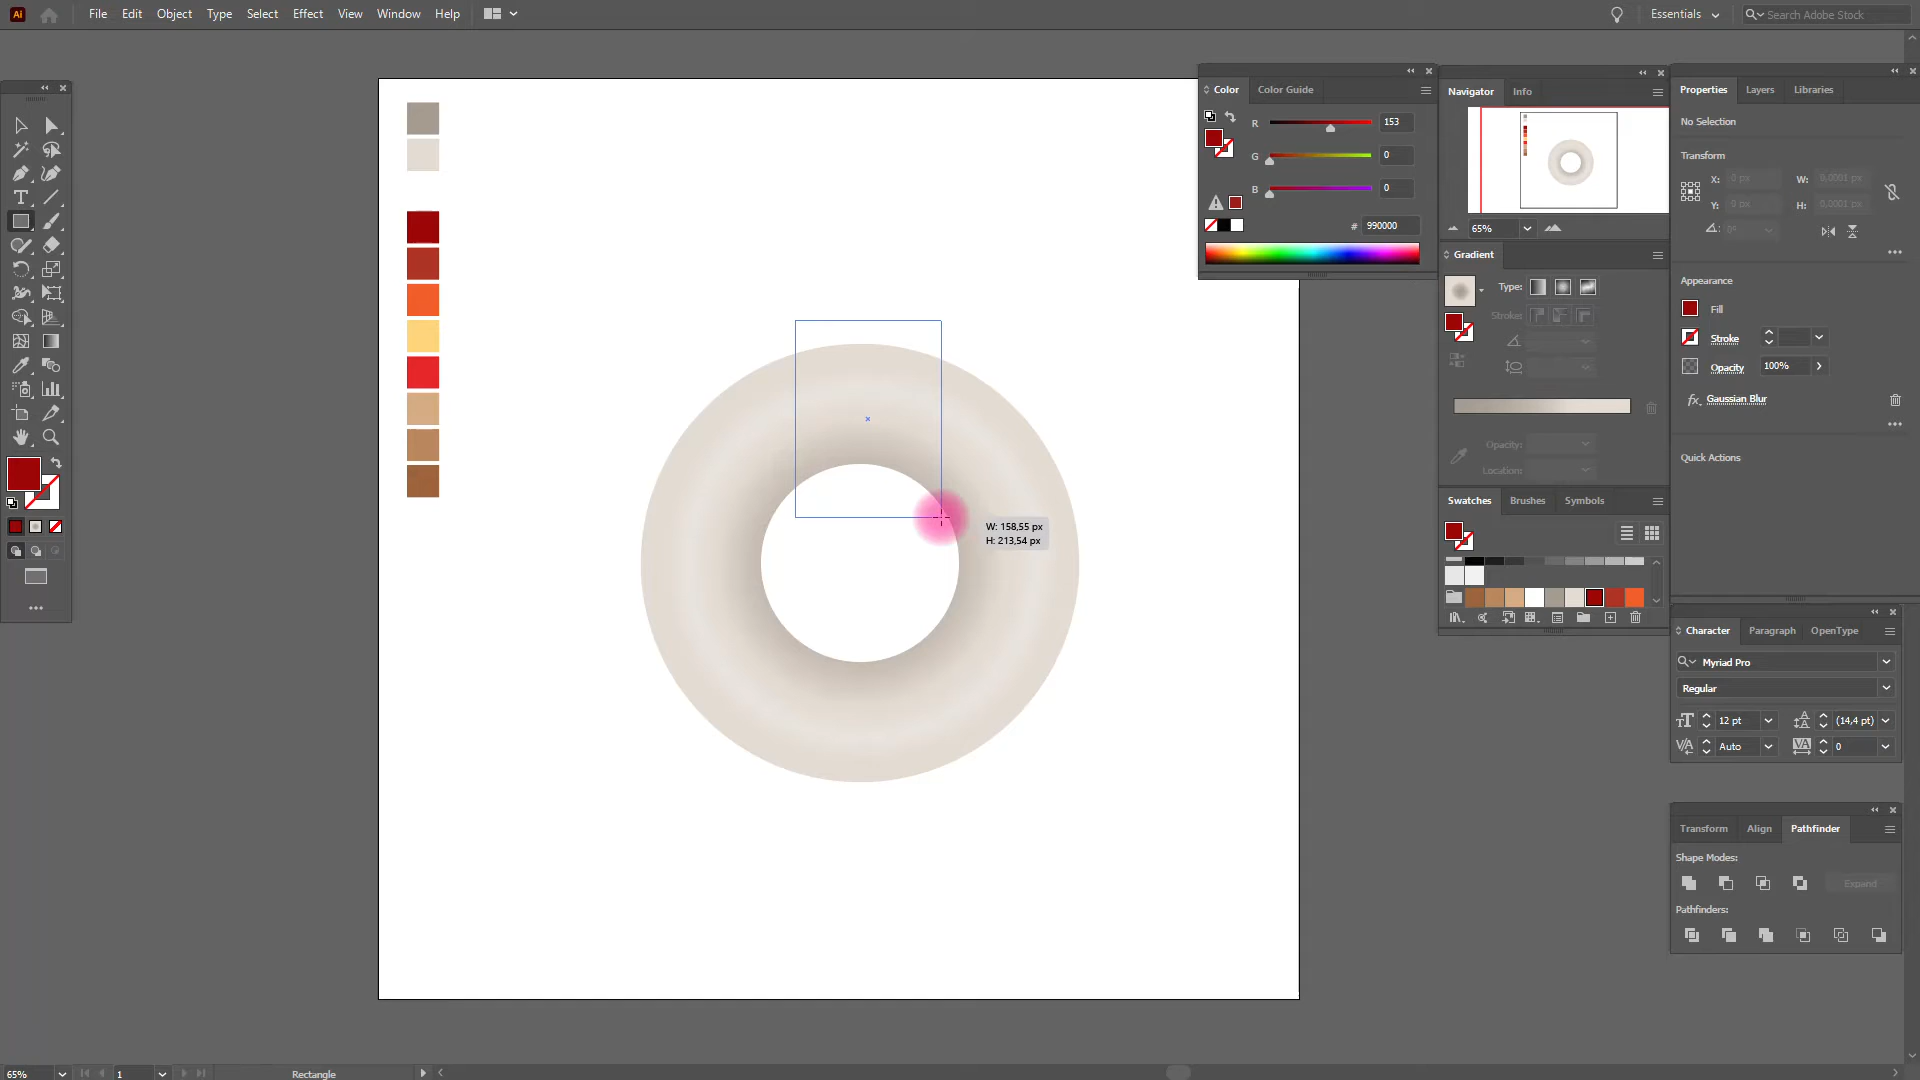 Ai File Edit Object Type Select Effect View Window Help Essentials Search Adobe Stock
Color Color Guide
R 153
G 0
B 0
# 990000
Navigator Info
65%
Gradient
Type:
Stroke:
Opacity:
Location:
Swatches Brushes Symbols
Properties Layers Libraries
No Selection
Transform
X: 0 px W: 0,0001 px
Y: 0 px H: 0,0001 px
0°
Appearance
Fill
Stroke
Opacity 100%
fx. Gaussian Blur
Quick Actions
W: 158,55 px
H: 213,54 px
Character Paragraph OpenType
Myriad Pro
Regular
12 pt (14,4 pt)
Auto 0
Transform Align Pathfinder
Shape Modes:
Expand
Pathfinders:
65% 1 Rectangle